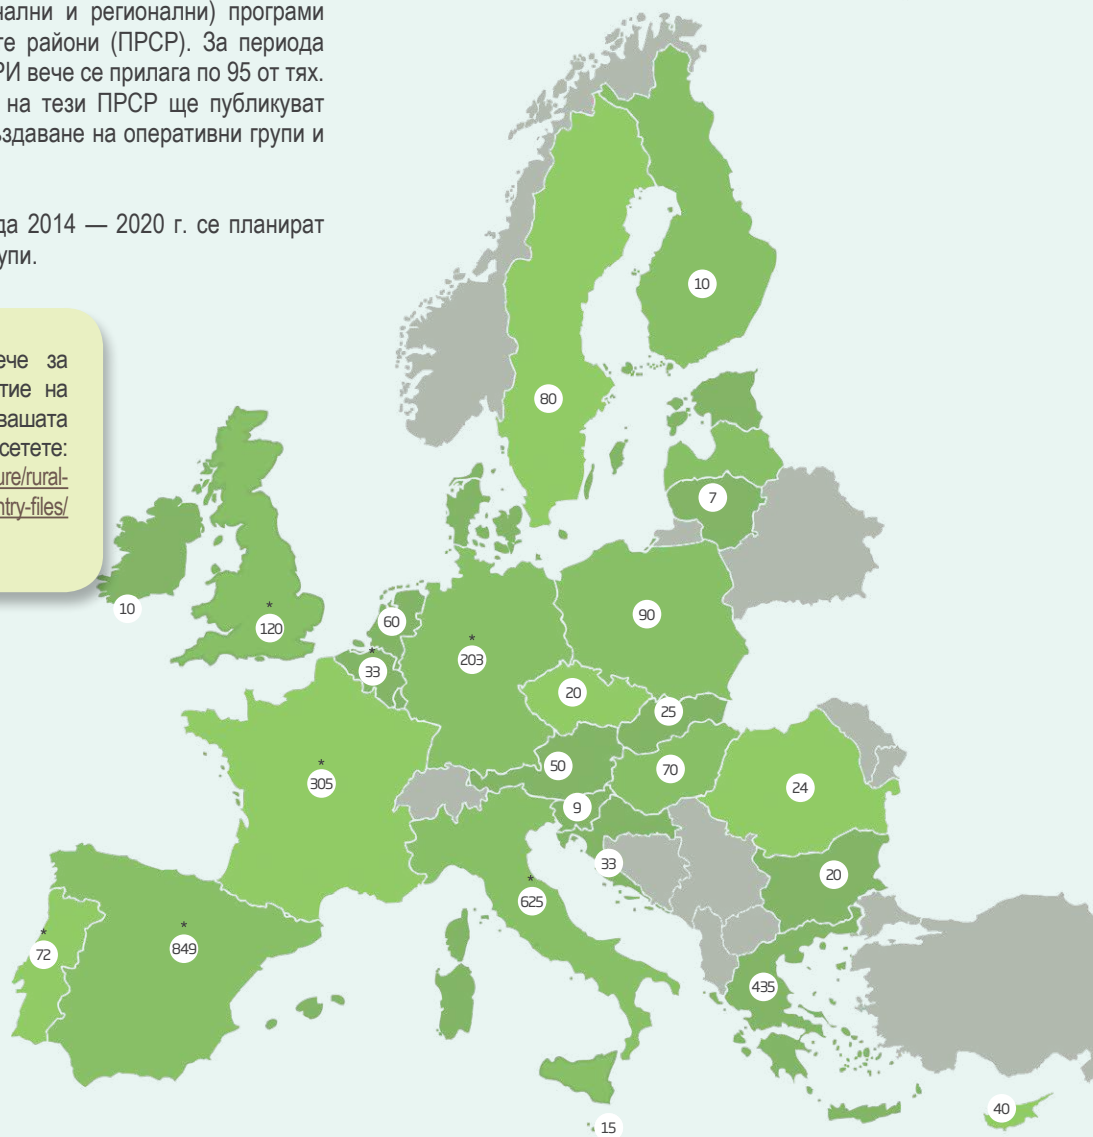 нални и регионални) програми
те райони (ПРСР). За периода
РИ вече се прилага по 95 от тях.
на тези ПРСР ще публикуват
ъздаване на оперативни групи и
да 2014 — 2020 г. се планират
упи.
ече за
тие на
вашата
сетете:
ure/rural-
ntry-files/
10
80
7
10
*
120
60
*
33
*
203
90
20
25
50
70
*
305
9
24
33
20
*
625
*
72
*
849
435
40
15